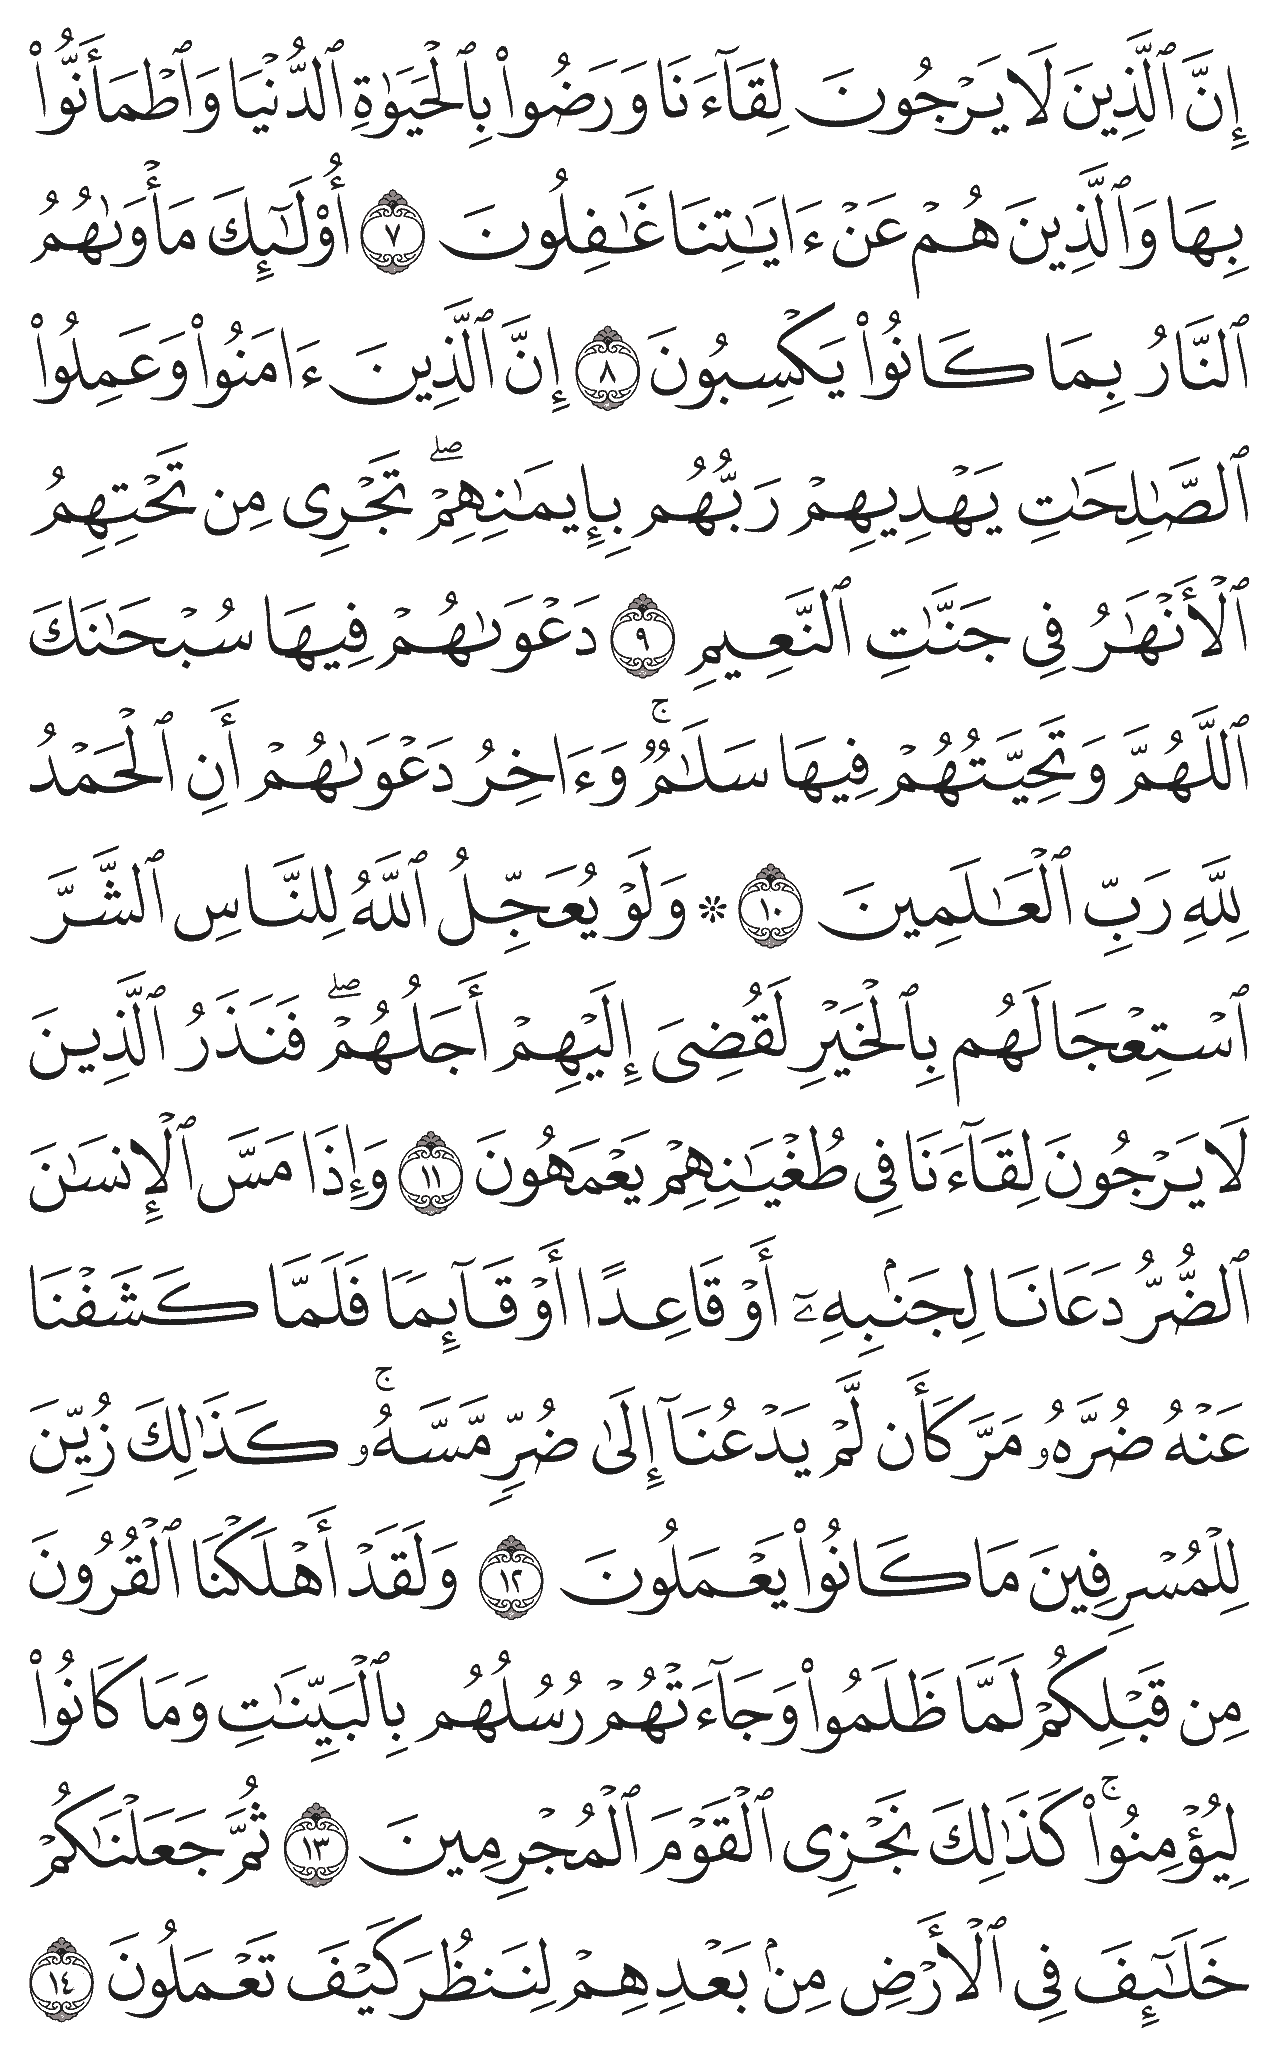 إِنَّ ٱلَّذِينَ لَا يَرْجُونَ لِقَآءَنَا وَرَضُوا۟ بِٱلْحَيَوٰةِ ٱلدُّنْيَا وَٱطْمَأَنُّوا۟
بِهَا وَٱلَّذِينَ هُمْ عَنْ ءَايَـٰتِنَا غَـٰفِلُونَ ٧ أُو۟لَـٰٓئِكَ مَأْوَىٰهُمُ
ٱلنَّارُ بِمَا كَانُوا۟ يَكْسِبُونَ ٨ إِنَّ ٱلَّذِينَ ءَامَنُوا۟ وَعَمِلُوا۟
ٱلصَّـٰلِحَـٰتِ يَهْدِيهِمْ رَبُّهُم بِإِيمَـٰنِهِمْ ۖ تَجْرِى مِن تَحْتِهِمُ
ٱلْأَنْهَـٰرُ فِى جَنَّـٰتِ ٱلنَّعِيمِ ٩ دَعْوَىٰهُمْ فِيهَا سُبْحَـٰنَكَ
ٱللَّهُمَّ وَتَحِيَّتُهُمْ فِيهَا سَلَـٰمٌ ۚ وَءَاخِرُ دَعْوَىٰهُمْ أَنِ ٱلْحَمْدُ
لِلَّهِ رَبِّ ٱلْعَـٰلَمِينَ ١٠ ۞ وَلَوْ يُعَجِّلُ ٱللَّهُ لِلنَّاسِ ٱلشَّرَّ
ٱسْتِعْجَالَهُم بِٱلْخَيْرِ لَقُضِىَ إِلَيْهِمْ أَجَلُهُمْ ۖ فَنَذَرُ ٱلَّذِينَ
لَا يَرْجُونَ لِقَآءَنَا فِى طُغْيَـٰنِهِمْ يَعْمَهُونَ ١١ وَإِذَا مَسَّ ٱلْإِنسَـٰنَ
ٱلضُّرُّ دَعَانَا لِجَنۢبِهِۦٓ أَوْ قَاعِدًا أَوْ قَآئِمًا فَلَمَّا كَشَفْنَا
عَنْهُ ضُرَّهُۥ مَرَّ كَأَن لَّمْ يَدْعُنَآ إِلَىٰ ضُرٍّ مَّسَّهُۥ ۚ كَذَٰلِكَ زُيِّنَ
لِلْمُسْرِفِينَ مَا كَانُوا۟ يَعْمَلُونَ ١٢ وَلَقَدْ أَهْلَكْنَا ٱلْقُرُونَ
مِن قَبْلِكُمْ لَمَّا ظَلَمُوا۟ وَجَآءَتْهُمْ رُسُلُهُم بِٱلْبَيِّنَـٰتِ وَمَا كَانُوا۟
لِيُؤْمِنُوا۟ ۚ كَذَٰلِكَ نَجْزِى ٱلْقَوْمَ ٱلْمُجْرِمِينَ ١٣ ثُمَّ جَعَلْنَـٰكُمْ
خَلَـٰٓئِفَ فِى ٱلْأَرْضِ مِنۢ بَعْدِهِمْ لِنَنظُرَ كَيْفَ تَعْمَلُونَ ١٤